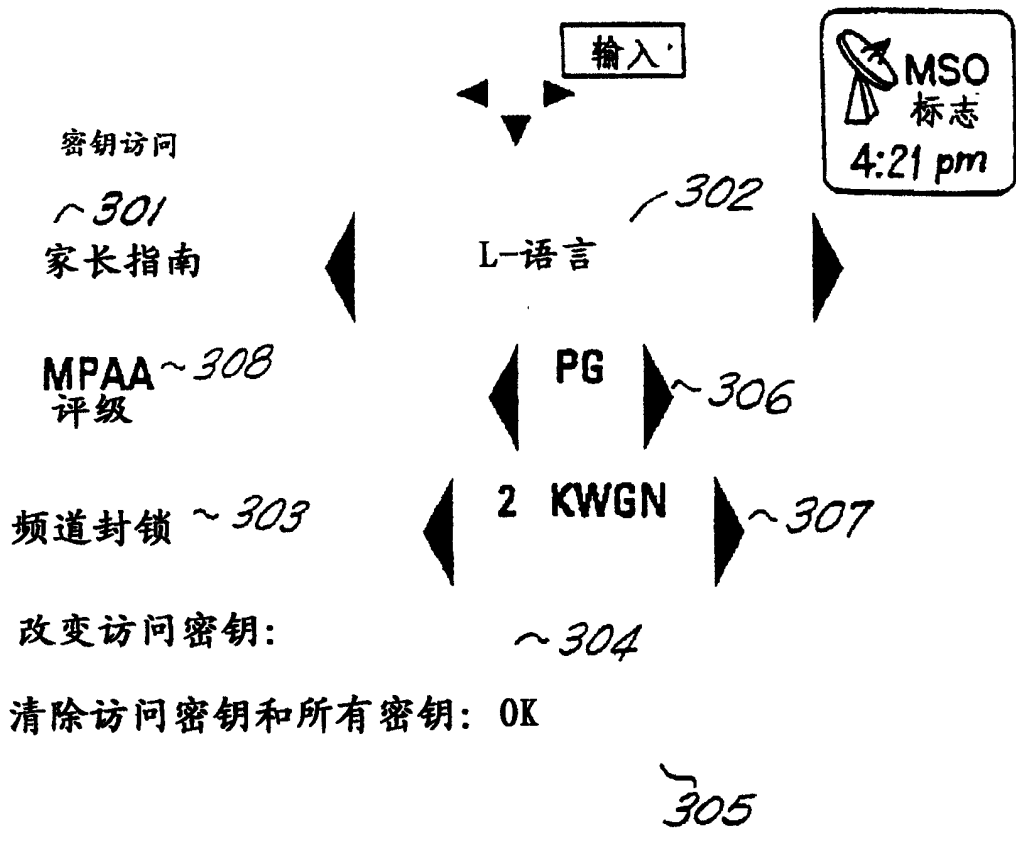 输入
MSO
标志
4:21 pm
密钥访问
301
302
家长指南
L-语言
MPAA
308
评级
PG
306
频道封锁
303
2 KWGN
307
改变访问密钥:
304
清除访问密钥和所有密钥: OK
305